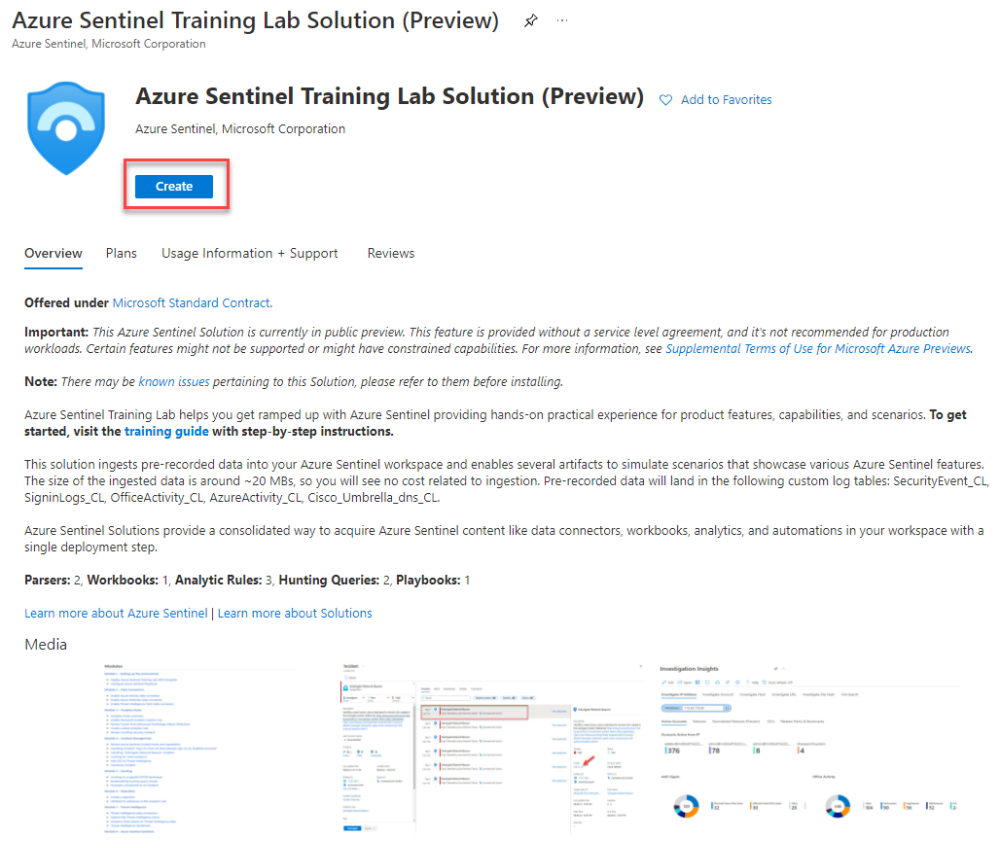 Azure Sentinel Training Lab Solution (Preview)
Azure Sentinel, Microsoft Corporation
Azure Sentinel Training Lab Solution (Preview)
Add to Favorites
Azure Sentinel, Microsoft Corporation
Create
Overview Plans Usage Information + Support Reviews
Offered under Microsoft Standard Contract.
Important: This Azure Sentinel Solution is currently in public preview. This feature is provided without a service level agreement, and it's not recommended for production
workloads. Certain features might not be supported or might have constrained capabilities. For more information, see Supplemental Terms of Use for Microsoft Azure Previews.
Note: There may be known issues pertaining to this Solution, please refer to them before installing.
Azure Sentinel Training Lab helps you get ramped up with Azure Sentinel providing hands-on practical experience for product features, capabilities, and scenarios. To get
started, visit the training guide with step-by-step instructions.
This solution ingests pre-recorded data into your Azure Sentinel workspace and enables several artifacts to simulate scenarios that showcase various Azure Sentinel features.
The size of the ingested data is around ~20 MBs, so you will see no cost related to ingestion. Pre-recorded data will land in the following custom log tables: SecurityEvent_CL,
SigninLogs_CL, OfficeActivity_CL, AzureActivity_CL, Cisco_Umbrella_dns_CL.
Azure Sentinel Solutions provide a consolidated way to acquire Azure Sentinel content like data connectors, workbooks, analytics, and automations in your workspace with a
single deployment step.
Parsers: 2, Workbooks: 1, Analytic Rules: 3, Hunting Queries: 2, Playbooks: 1
Learn more about Azure Sentinel | Learn more about Solutions
Media
Modules
Incident
Investigation Insights
376
78
8
4